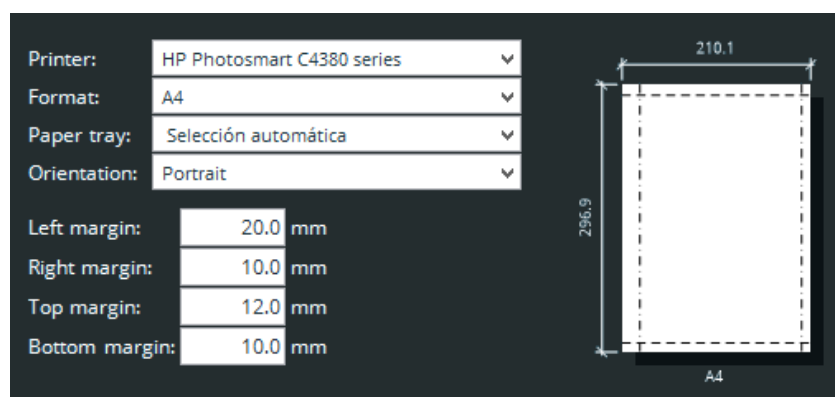 Printer: HP Photosmart C4380 series
Format: A4
Paper tray: Selección automática
Orientation: Portrait
Left margin: 20.0 mm
Right margin: 10.0 mm
Top margin: 12.0 mm
Bottom margin: 10.0 mm
210.1
296.9
A4